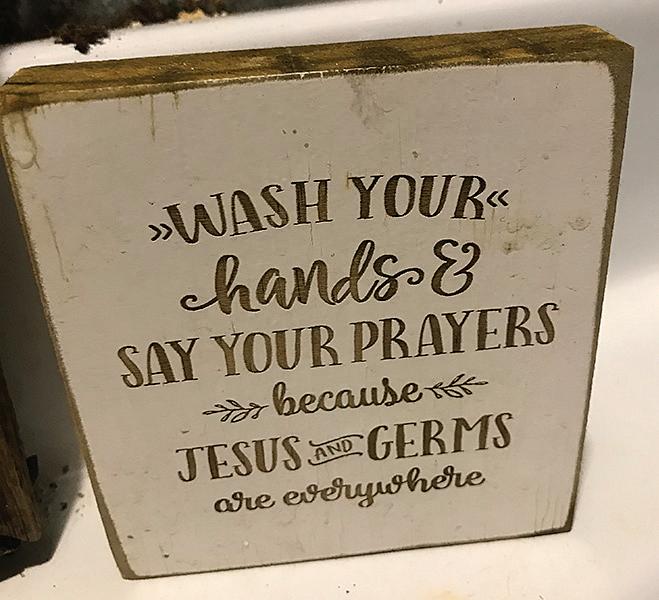 »WASH YOUR«
hands &
SAY YOUR PRAYERS
because
JESUS AND GERMS
are everywhere